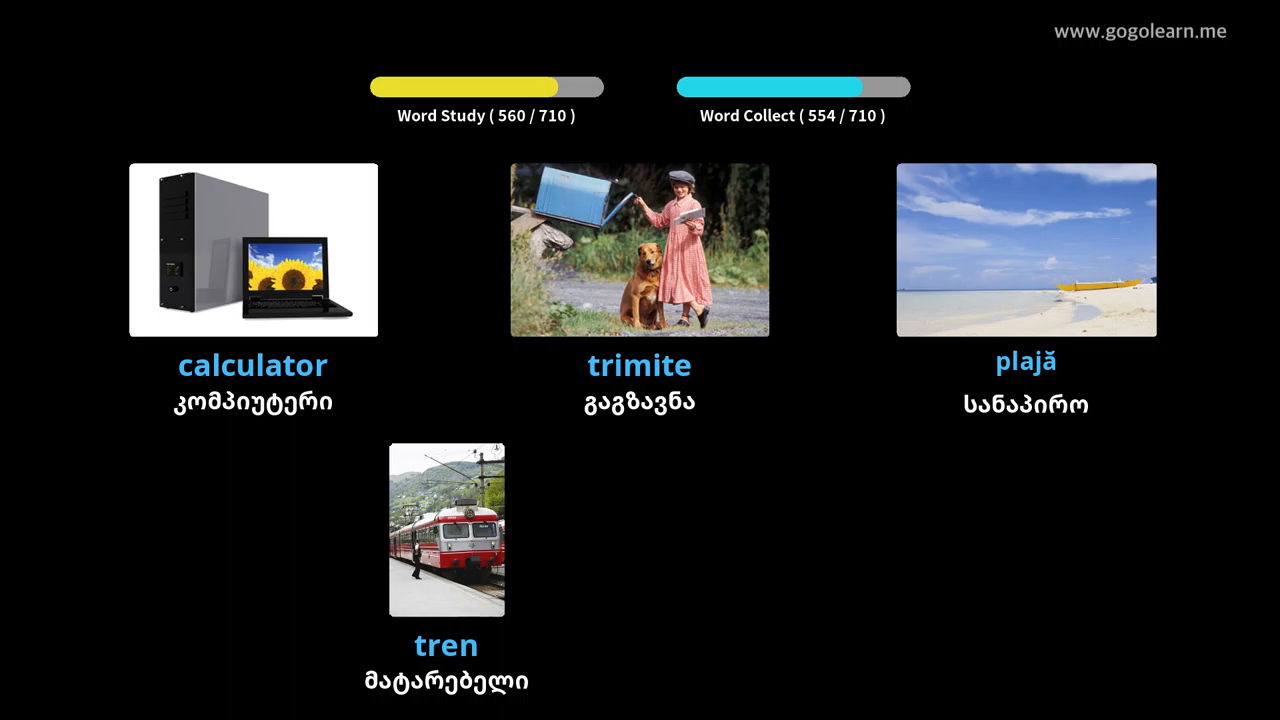 www.gogolearn.me
Word Study ( 560 / 710 )
Word Collect ( 554 / 710 )
calculator
კომპიუტერი
trimite
გაგზავნა
plajă
სანაპირო
tren
მატარებელი